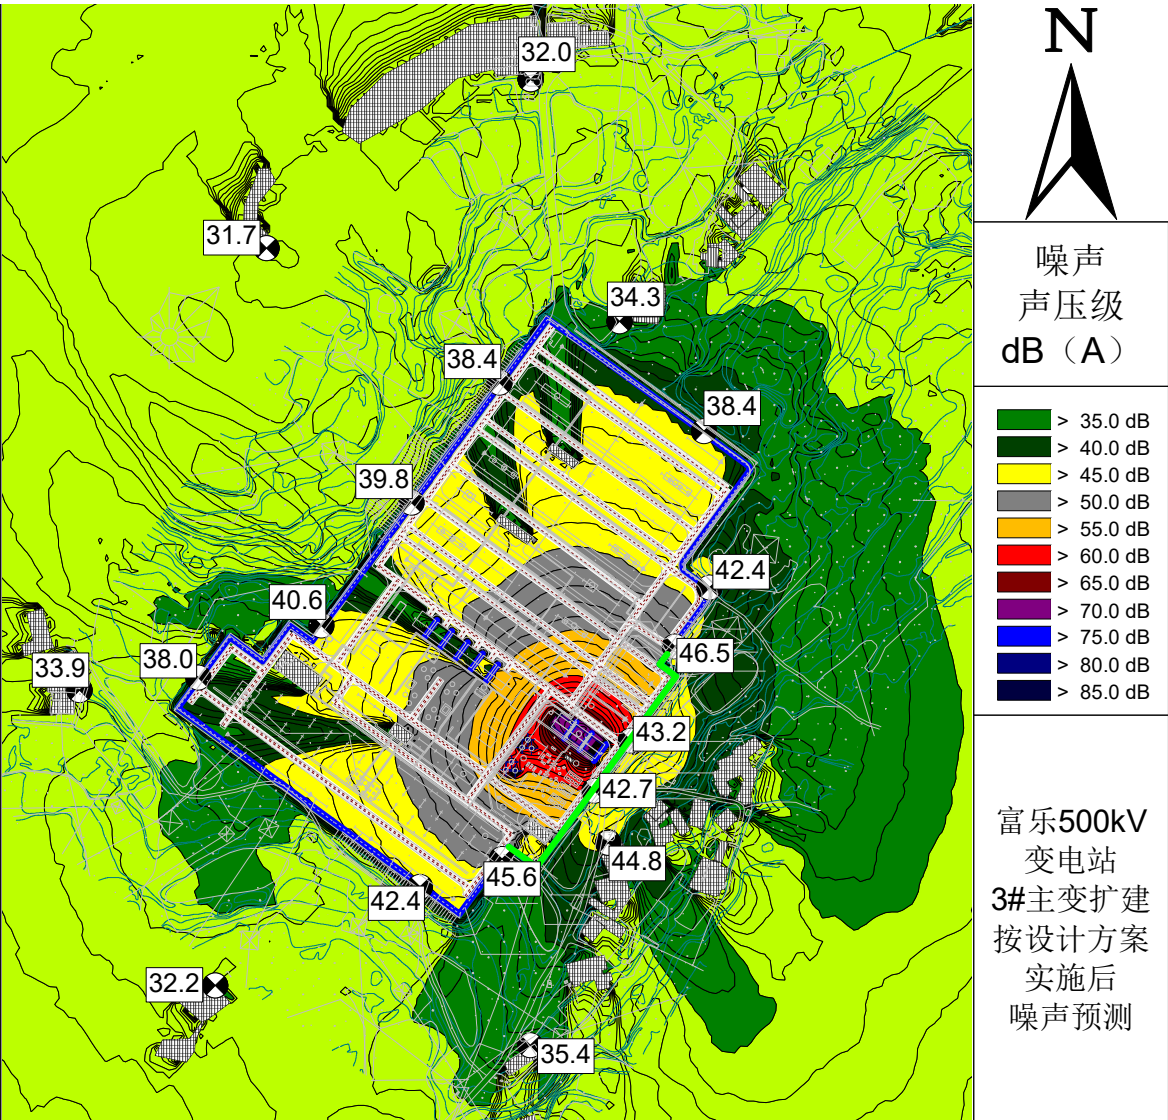 32.0
31.7
34.3
38.4
38.4
39.8
42.4
40.6
46.5
38.0
33.9
43.2
42.7
44.8
45.6
42.4
32.2
35.4
N
噪声
声压级
dB（A）
> 35.0 dB
> 40.0 dB
> 45.0 dB
> 50.0 dB
> 55.0 dB
> 60.0 dB
> 65.0 dB
> 70.0 dB
> 75.0 dB
> 80.0 dB
> 85.0 dB
富乐500kV
变电站
3#主变扩建
按设计方案
实施后
噪声预测